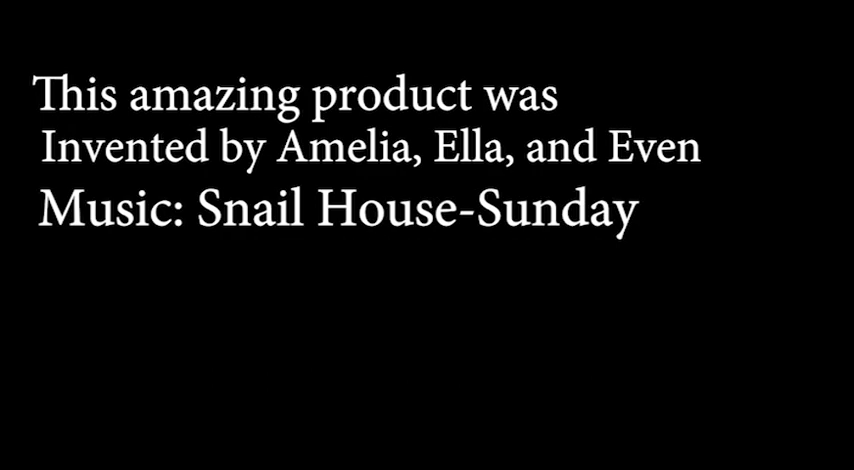 This amazing product was
Invented by Amelia, Ella, and Even
Music: Snail House-Sunday